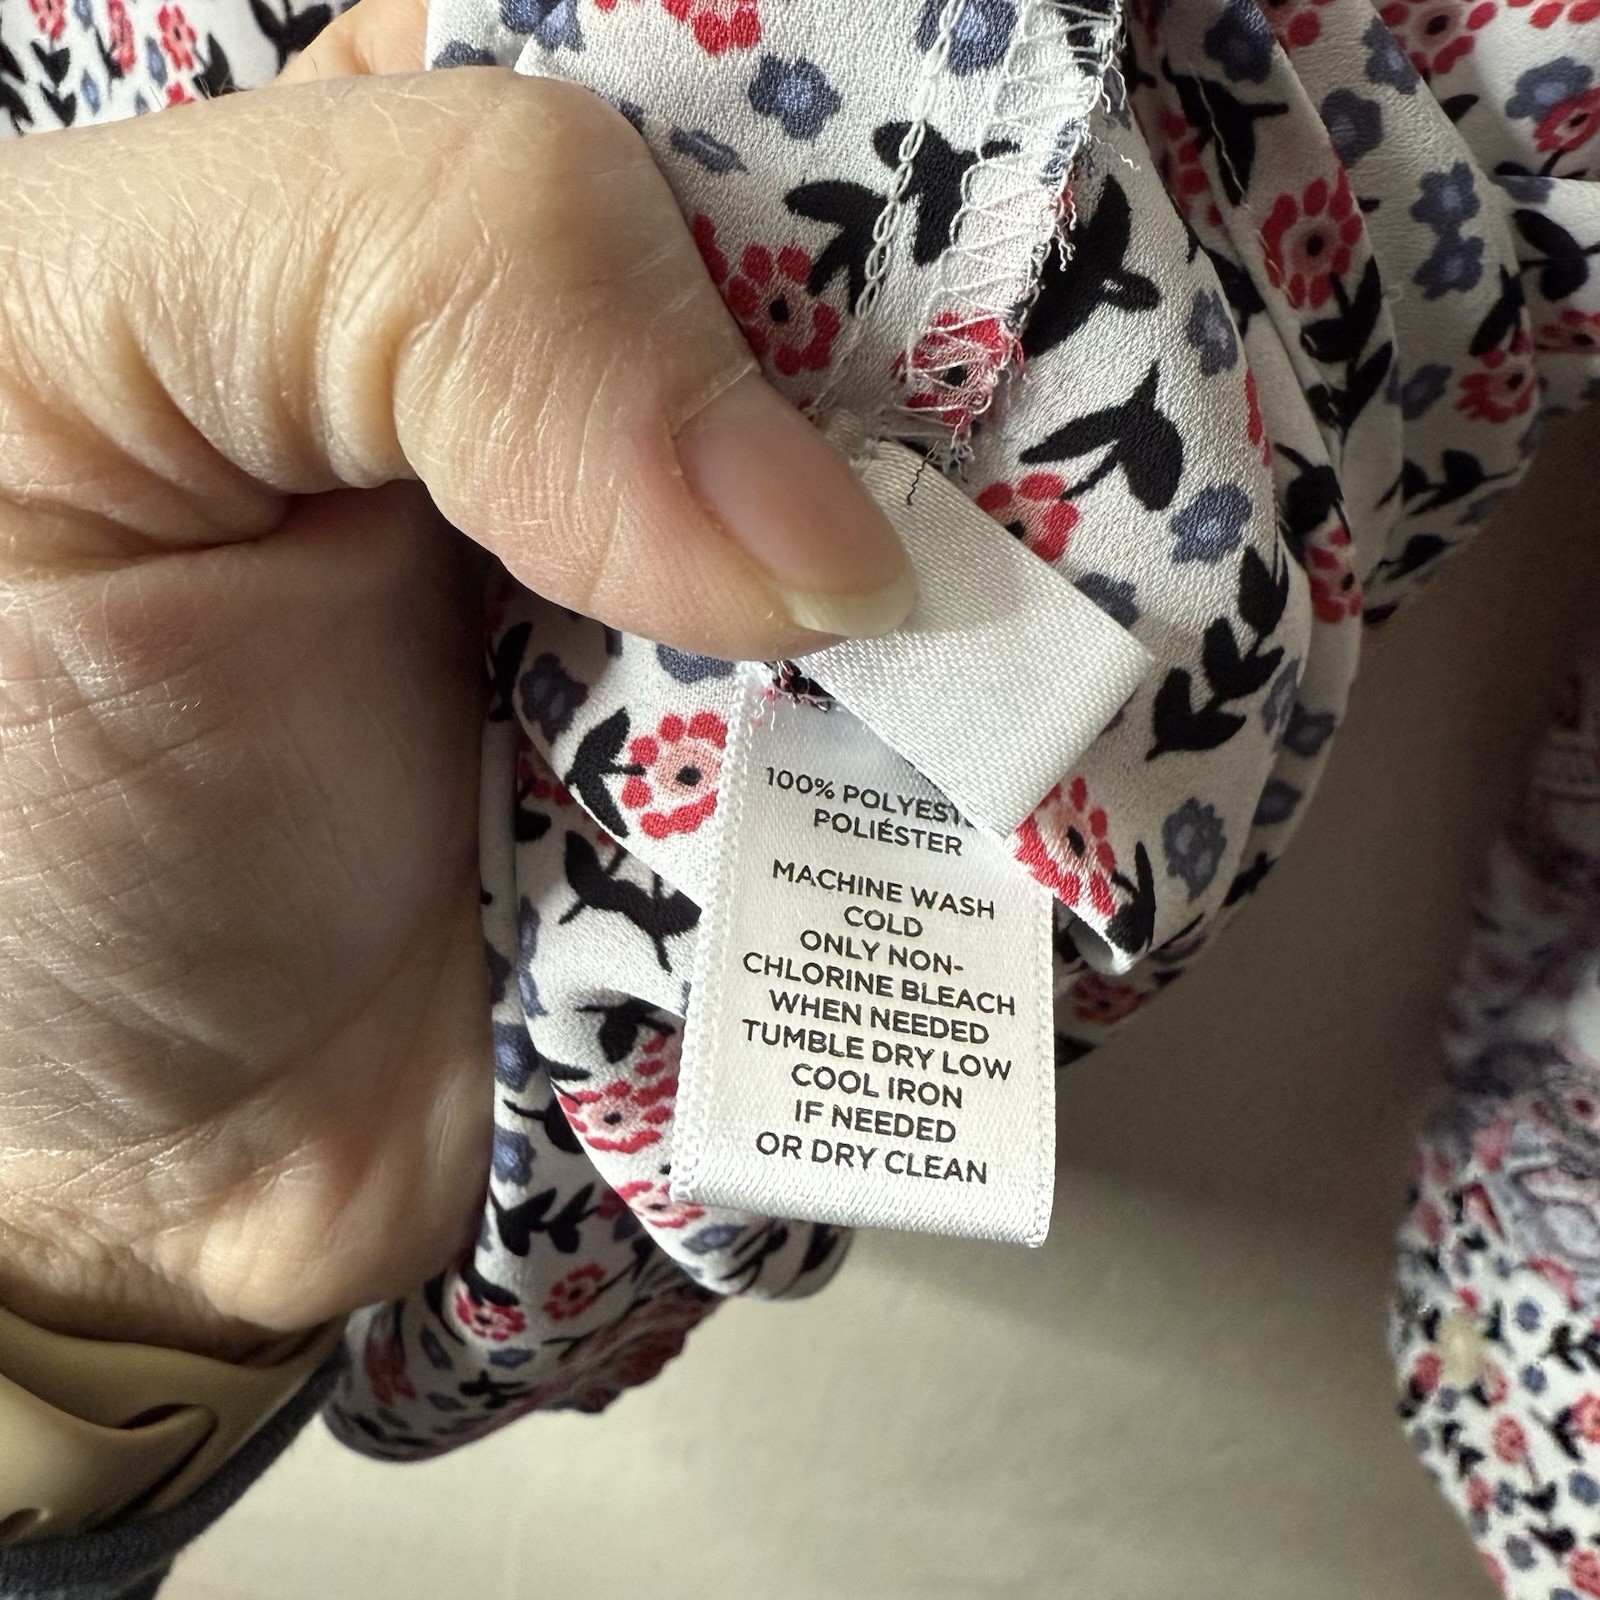 100% POLYEST
POLIÉSTER
MACHINE WASH
COLD
ONLY NON-
CHLORINE BLEACH
WHEN NEEDED
TUMBLE DRY LOW
COOL IRON
IF NEEDED
OR DRY CLEAN